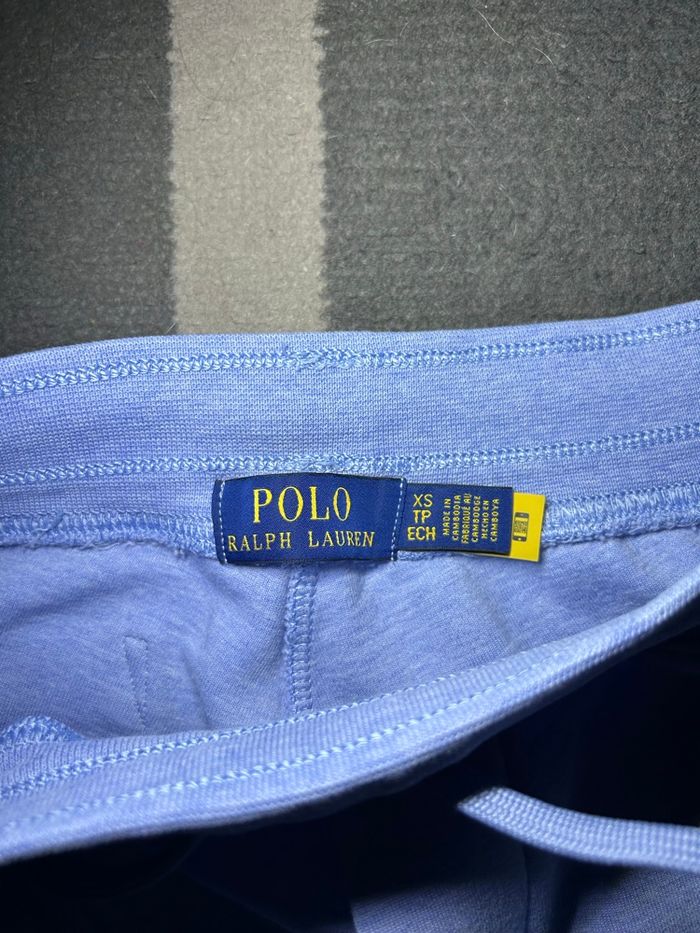 POLO
RALPH LAUREN
XS
TP
ECH
MADE IN
CAMBODIA
FABRIQUÉ AU
CAMBODGE
HECHO EN
CAMBOYA